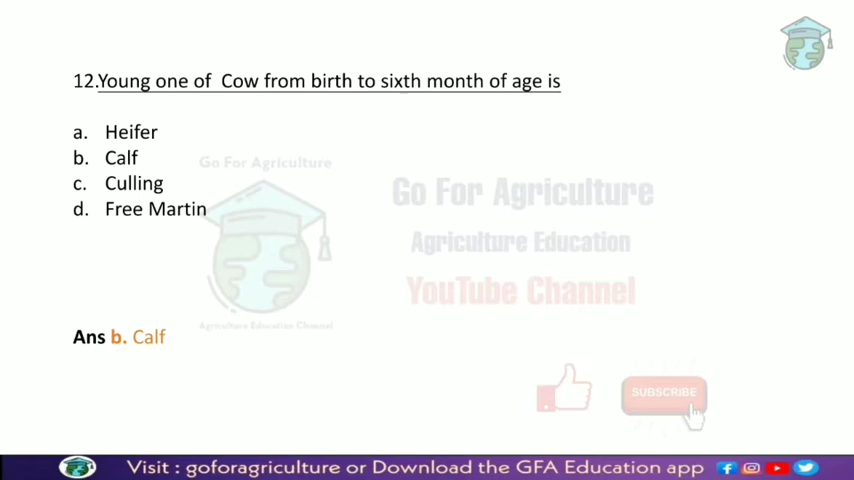 12.Young one of Cow from birth to sixth month of age is
a. Heifer
b. Calf
c. Culling
d. Free Martin
Go For Agriculture
Agriculture Education Channel
Go For Agriculture
Agriculture Education
YouTube Channel
Ans b. Calf
SUBSCRIBE
Visit : goforagriculture or Download the GFA Education app